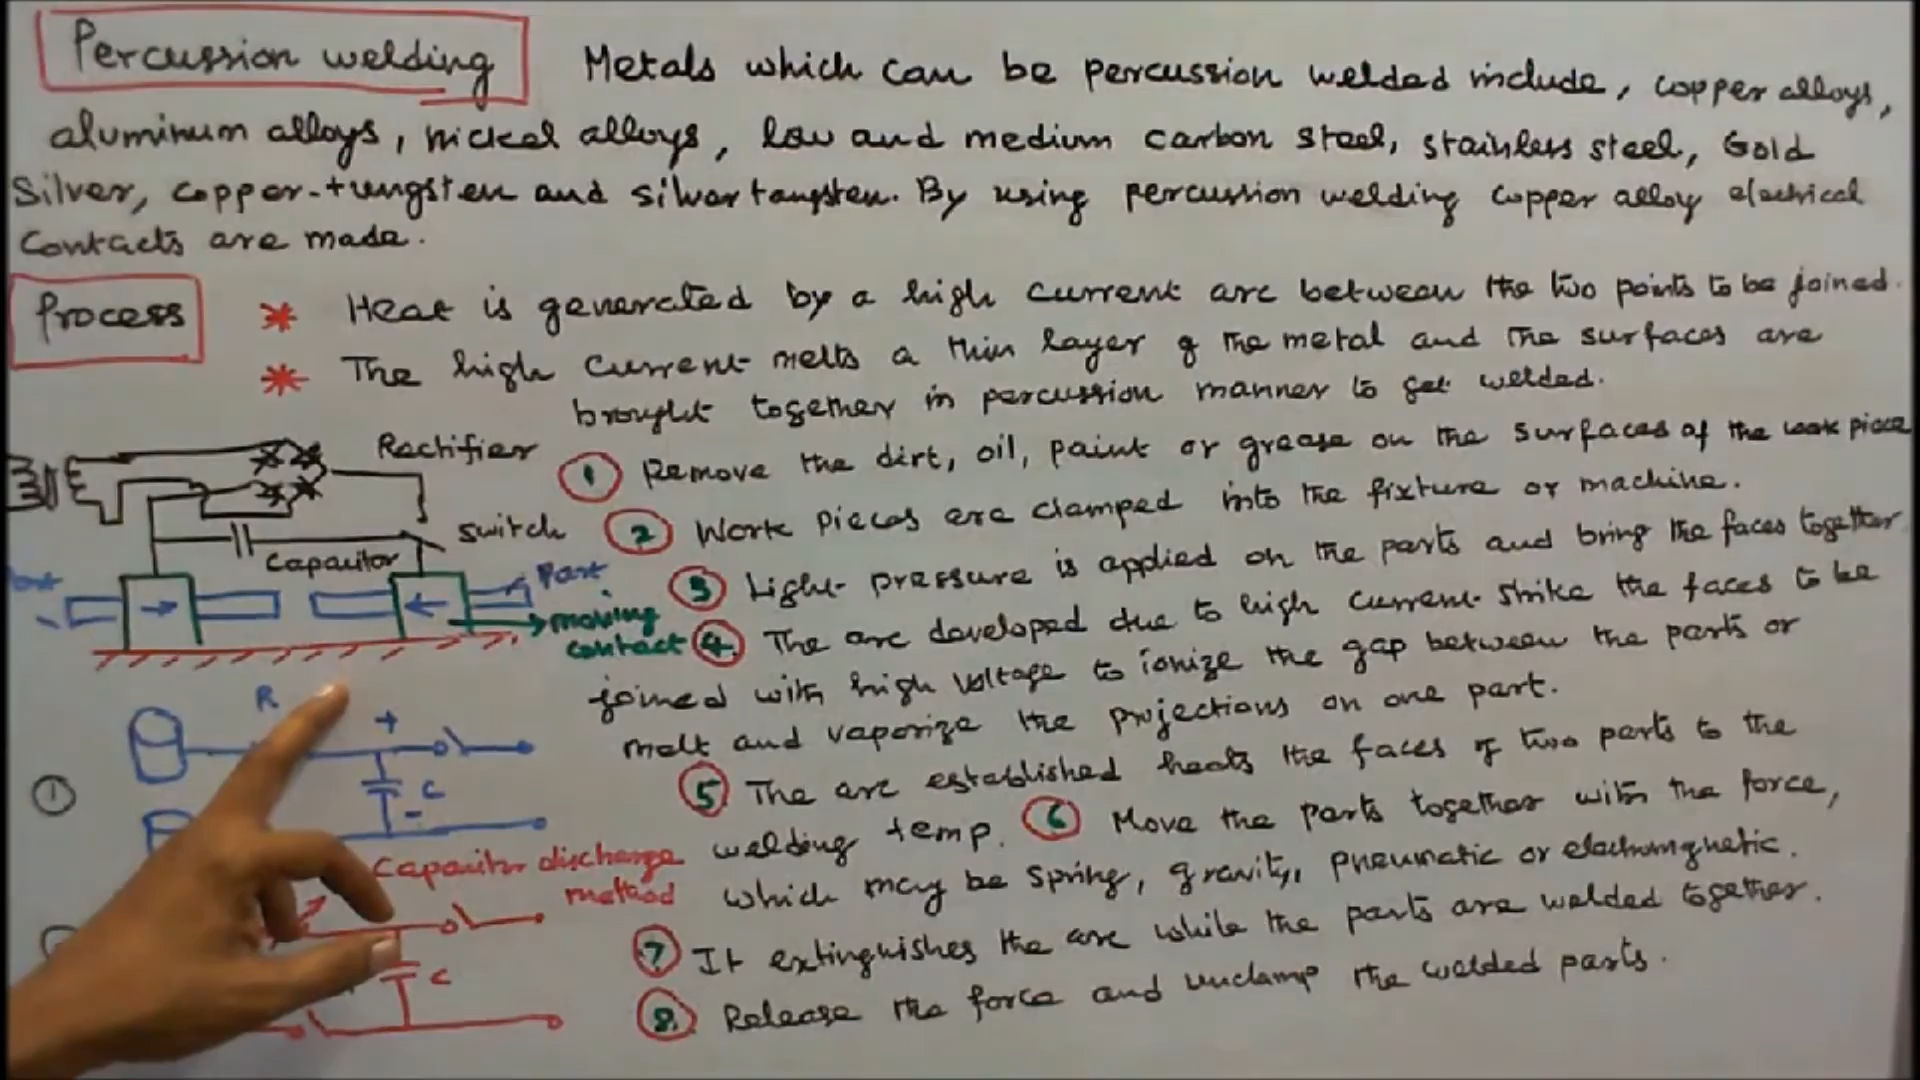 Percussion welding Metals which can be percussion welded include, copper alloys,
aluminum alloys, nickel alloys, low and medium carbon steel, stainless steel, Gold
Silver, copper-tungsten and silver tungsten. By using percussion welding copper alloy electrical
contacts are made.
Process * Heat is generated by a high current arc between the two points to be joined.
* The high current melts a thin layer of the metal and the surfaces are
brought together in percussion manner to get welded.
Rectifier
switch
Capacitor
Part
moving
contact
1 Remove the dirt, oil, paint or grease on the surfaces of the work piece
2 Work pieces are clamped into the fixture or machine.
3 Light pressure is applied on the parts and bring the faces together
4. The arc developed due to high current strike the faces to be
joined with high voltage to ionize the gap between the parts or
melt and vaporize the projections on one part.
5 The arc established heats the faces of two parts to the
welding temp. 6 Move the parts together with the force,
which may be spring, gravity, pneumatic or electromgnetic.
7 It extinguishes the arc while the parts are welded together.
8. Release the force and unclamp the welded parts.
R
+
C
-
1
Capacitor discharge
method
C